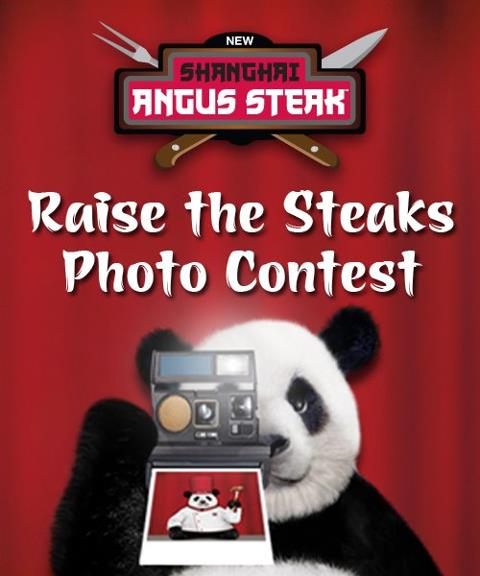 NEW
SHANGHAI
ANGUS STEAK
Raise the Steaks
Photo Contest